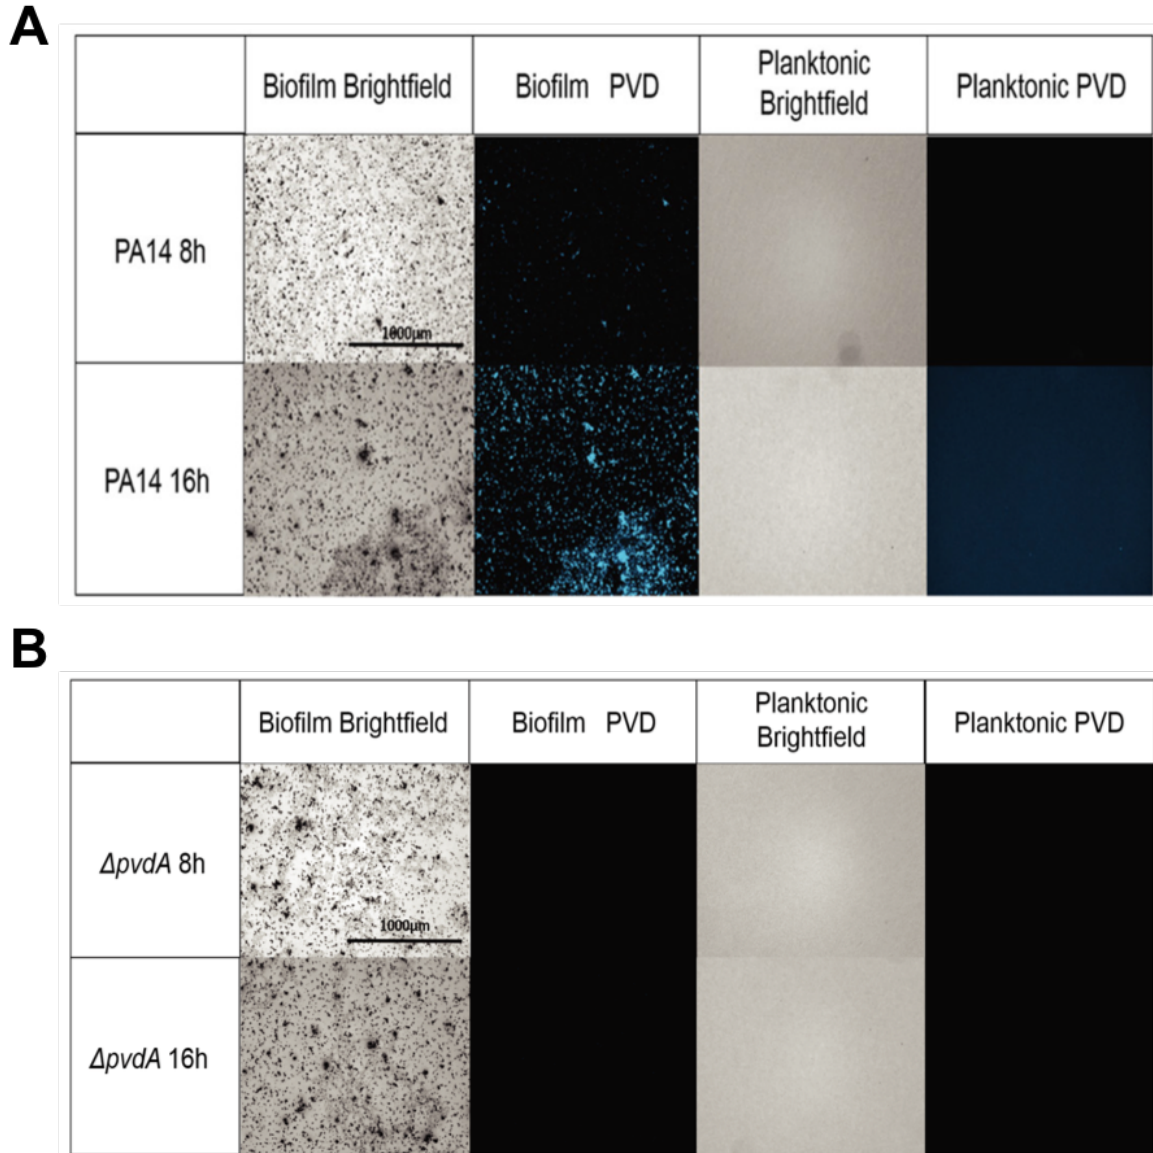 A
Biofilm Brightfield
Biofilm PVD
Planktonic
Brightfield
Planktonic PVD
PA14 8h
1000µm
PA14 16h
B
Biofilm Brightfield
Biofilm PVD
Planktonic
Brightfield
Planktonic PVD
ΔpvdA 8h
1000µm
ΔpvdA 16h